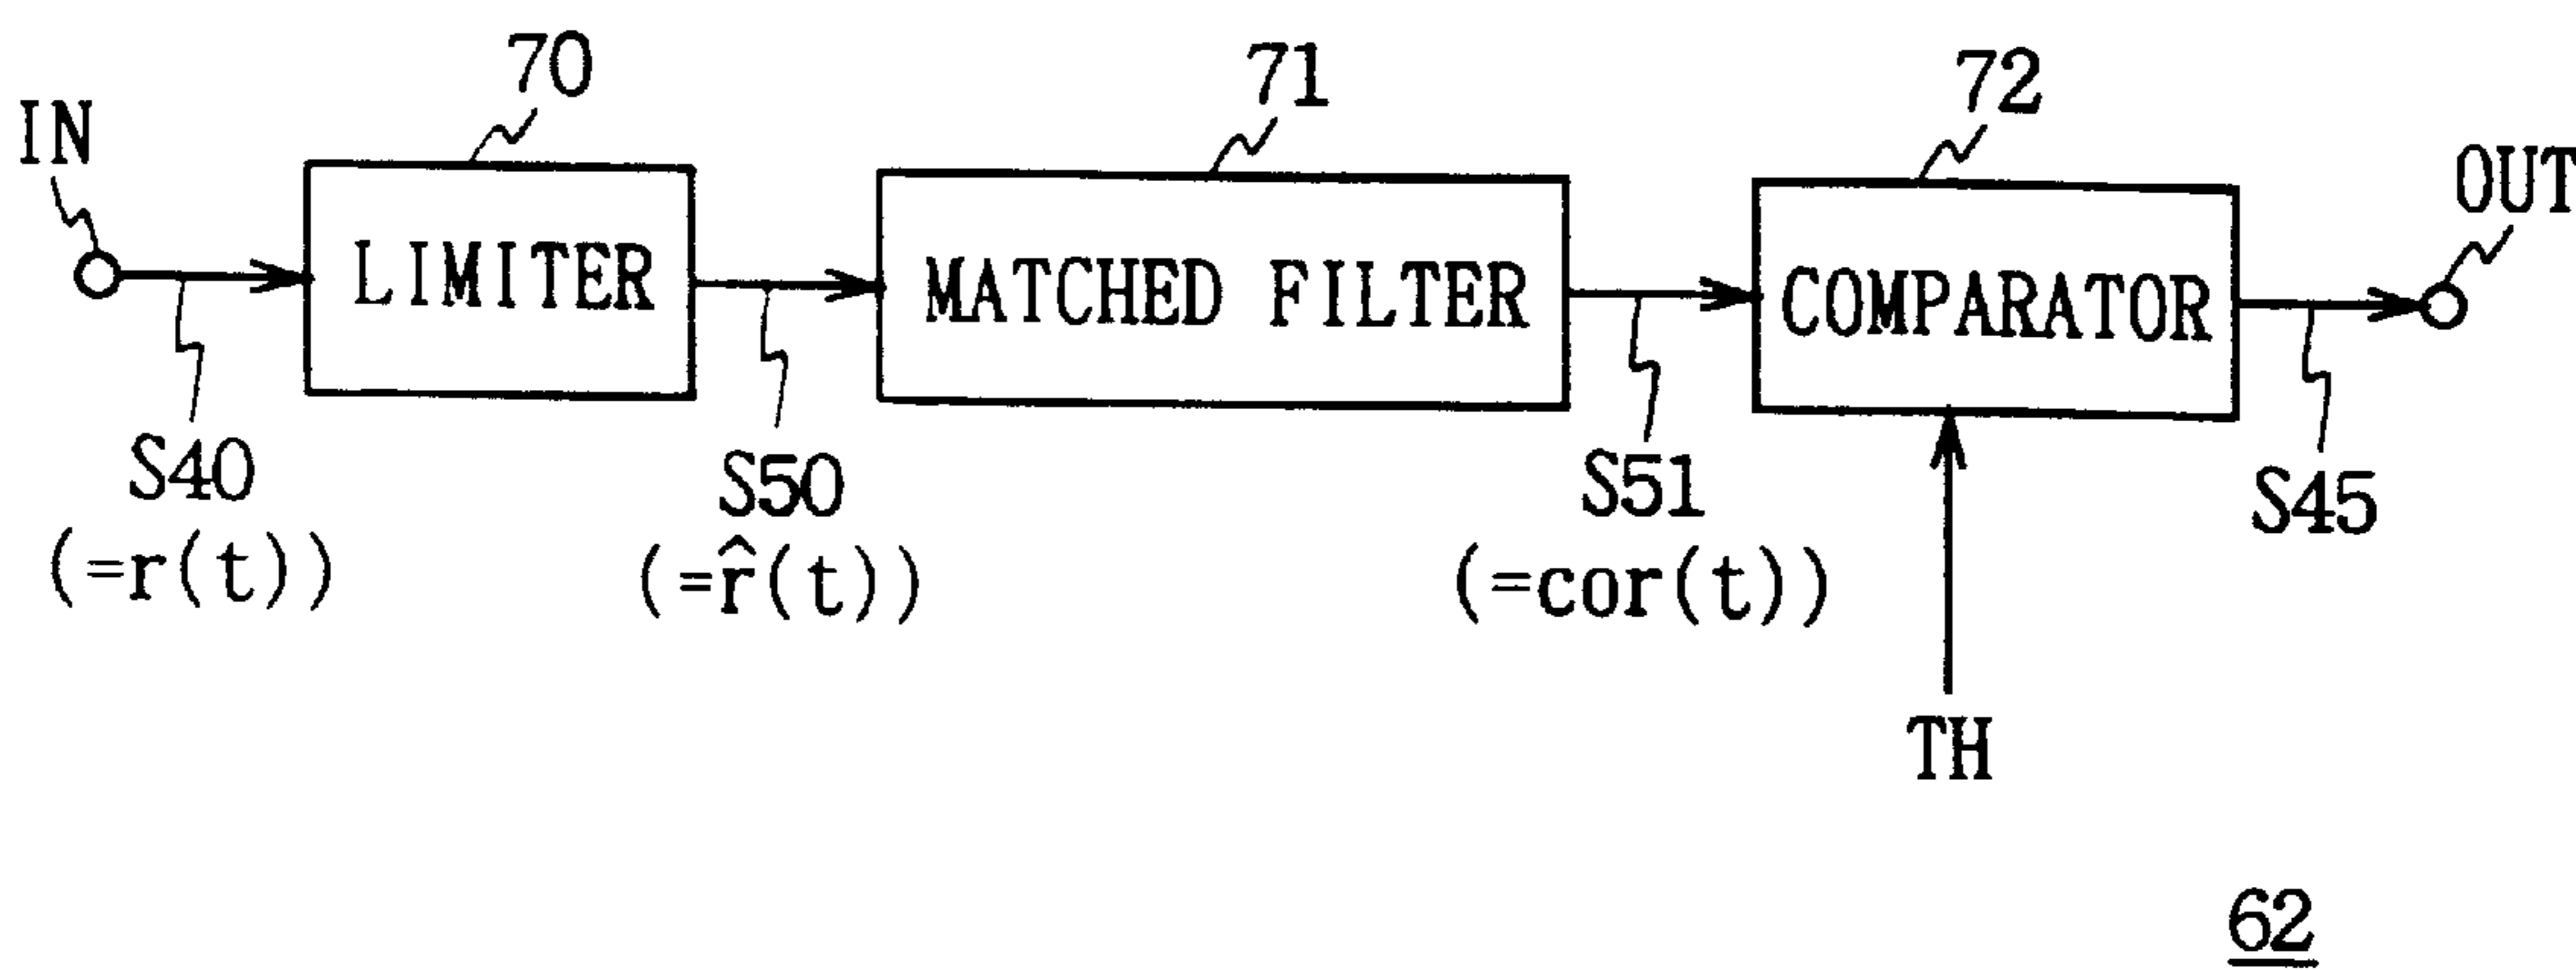 IN
70
71
72
OUT
LIMITER
MATCHED FILTER
COMPARATOR
S40
(=r(t))
S50
(=r̂(t))
S51
(=cor(t))
S45
TH
62